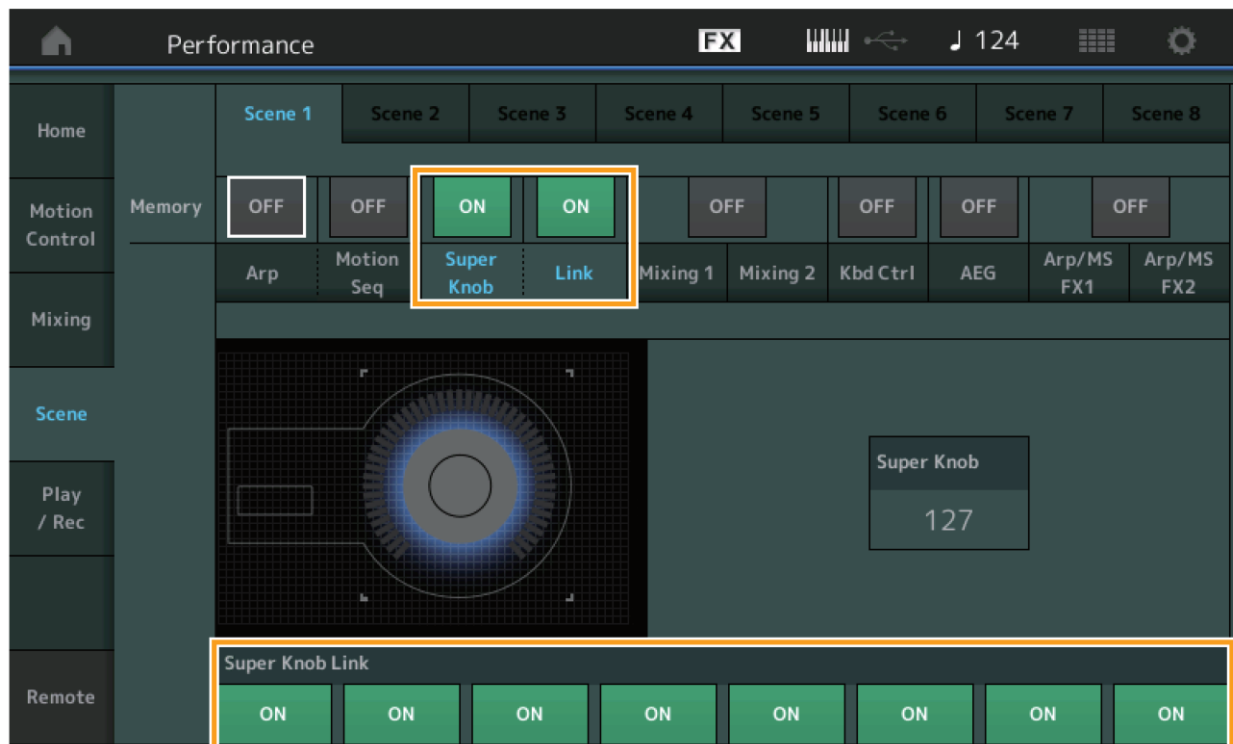 Performance FX 124
Home
Motion
Control
Mixing
Scene
Play
/ Rec
Remote
Scene 1 Scene 2 Scene 3 Scene 4 Scene 5 Scene 6 Scene 7 Scene 8
Memory OFF OFF ON ON OFF OFF OFF OFF
Arp Motion Seq Super Knob Link Mixing 1 Mixing 2 Kbd Ctrl AEG Arp/MS FX1 Arp/MS FX2
Super Knob
127
Super Knob Link
ON ON ON ON ON ON ON ON